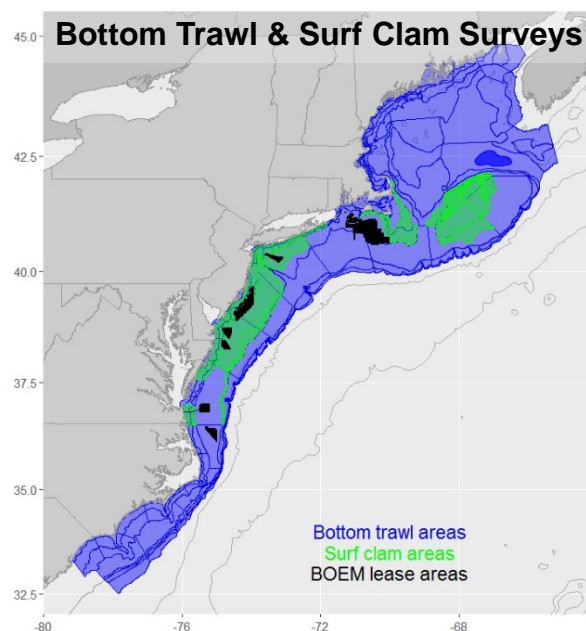 Bottom Trawl & Surf Clam Surveys
45.0
42.5
40.0
37.5
35.0
32.5
Bottom trawl areas
Surf clam areas
BOEM lease areas
-80
-76
-72
-68